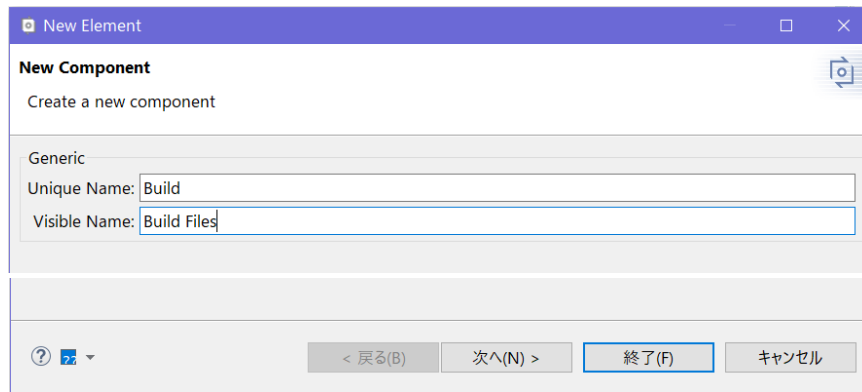 New Element
New Component
Create a new component
Generic
Unique Name: Build
Visible Name: Build Files
< 戻る(B) 次へ(N) > 終了(F) キャンセル